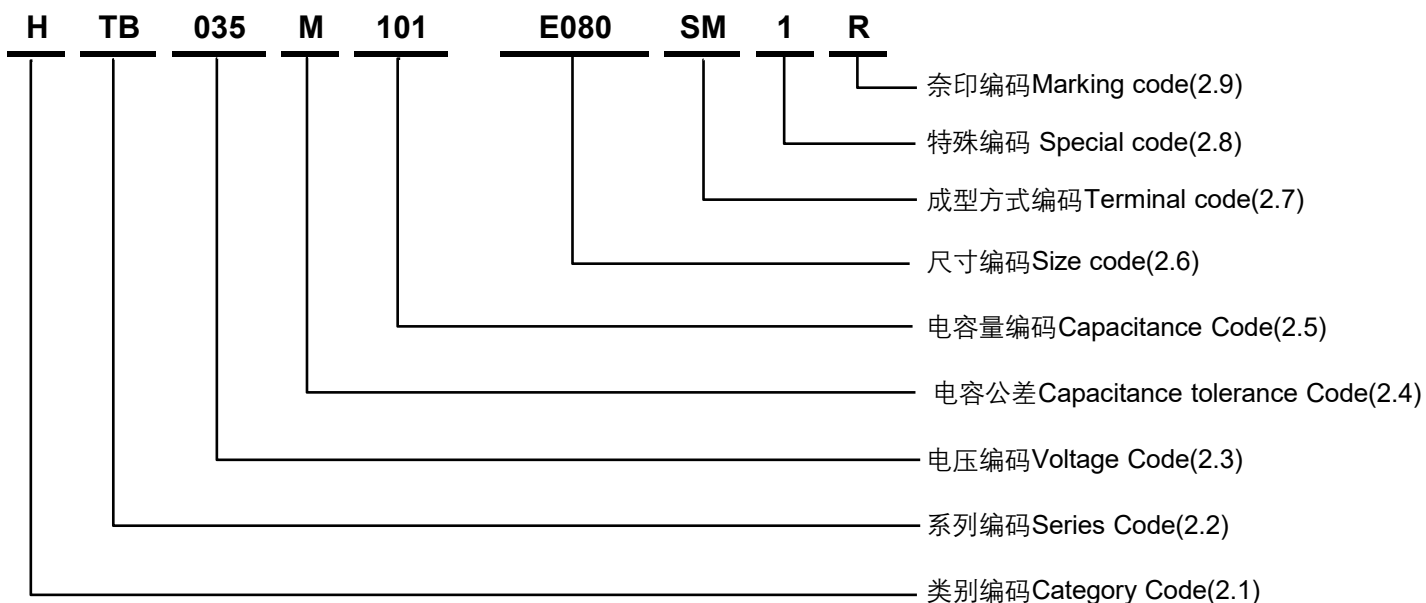 H TB 035 M 101 E080 SM 1 R
奈印编码Marking code(2.9)
特殊编码 Special code(2.8)
成型方式编码Terminal code(2.7)
尺寸编码Size code(2.6)
电容量编码Capacitance Code(2.5)
电容公差Capacitance tolerance Code(2.4)
电压编码Voltage Code(2.3)
系列编码Series Code(2.2)
类别编码Category Code(2.1)